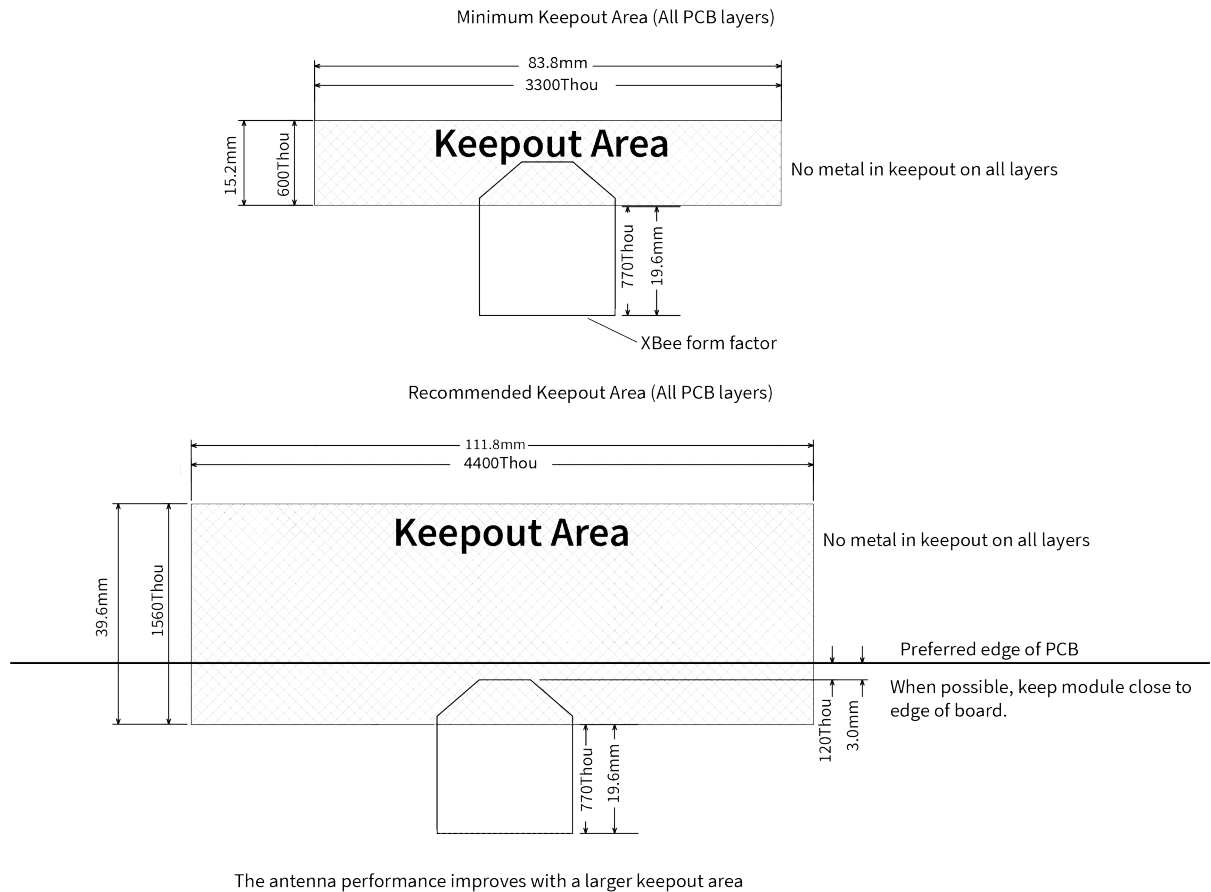 Minimum Keepout Area (All PCB layers)
83.8mm
3300Thou
Keepout Area
15.2mm
600Thou
No metal in keepout on all layers
770Thou
19.6mm
XBee form factor
Recommended Keepout Area (All PCB layers)
111.8mm
4400Thou
Keepout Area
No metal in keepout on all layers
39.6mm
1560Thou
Preferred edge of PCB
When possible, keep module close to
edge of board.
120Thou
3.0mm
770Thou
19.6mm
The antenna performance improves with a larger keepout area